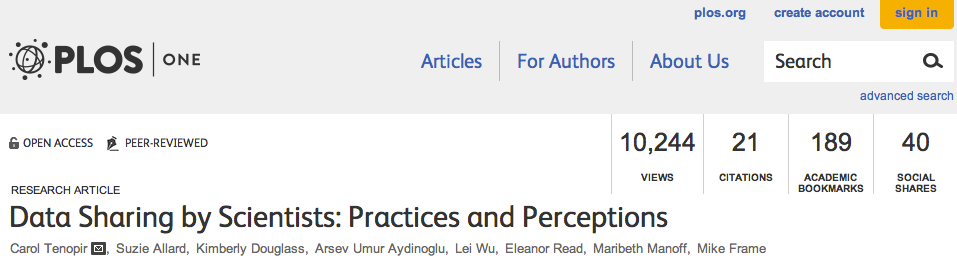 plos.org create account sign in
PLOS ONE
Articles For Authors About Us Search
advanced search
OPEN ACCESS PEER-REVIEWED
10,244 21 189 40
VIEWS CITATIONS ACADEMIC BOOKMARKS SOCIAL SHARES
RESEARCH ARTICLE
Data Sharing by Scientists: Practices and Perceptions
Carol Tenopir, Suzie Allard, Kimberly Douglass, Arsev Umur Aydinoglu, Lei Wu, Eleanor Read, Maribeth Manoff, Mike Frame